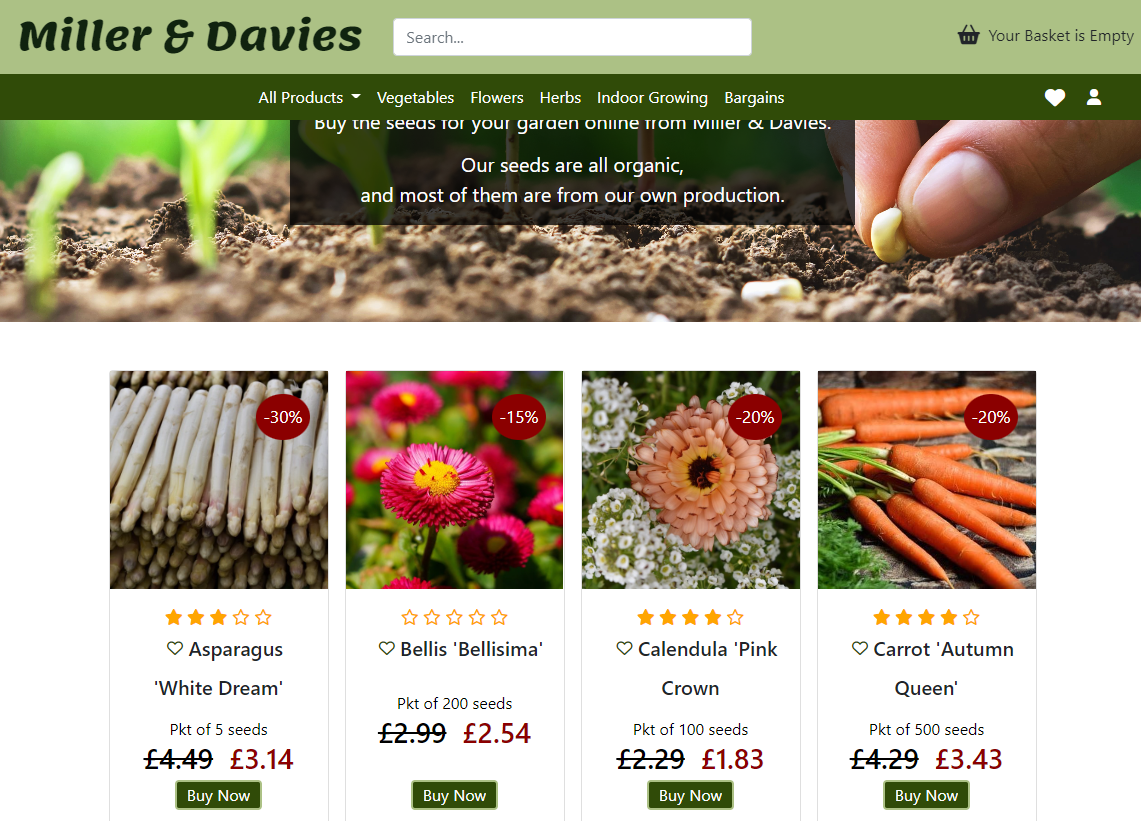 Miller & Davies
Search...
Your Basket is Empty
All Products
Vegetables
Flowers
Herbs
Indoor Growing
Bargains
Buy the seeds for your garden online from Miller & Davies.
Our seeds are all organic,
and most of them are from our own production.
-30%
Asparagus
'White Dream'
Pkt of 5 seeds
£4.49 £3.14
Buy Now
-15%
Bellis 'Bellisima'
Pkt of 200 seeds
£2.99 £2.54
Buy Now
-20%
Calendula 'Pink
Crown
Pkt of 100 seeds
£2.29 £1.83
Buy Now
-20%
Carrot 'Autumn
Queen'
Pkt of 500 seeds
£4.29 £3.43
Buy Now